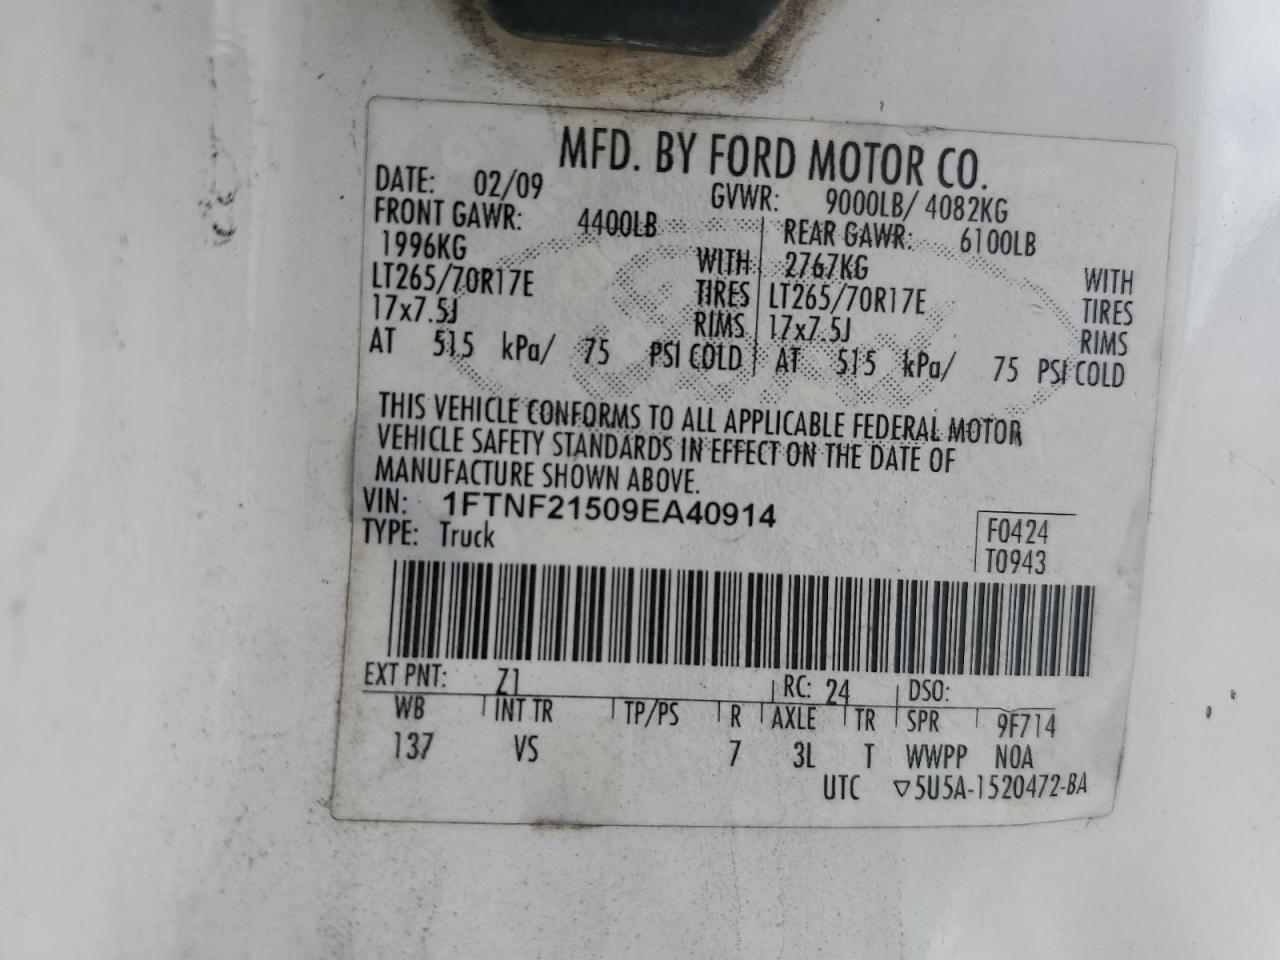 MFD. BY FORD MOTOR CO.
DATE: 02/09 GVWR: 9000LB/ 4082KG
FRONT GAWR: 4400LB REAR GAWR: 6100LB
1996KG WITH 2767KG WITH
LT265/70R17E TIRES LT265/70R17E TIRES
17x7.5J RIMS 17x7.5J RIMS
AT 515 kPa/ 75 PSI COLD AT 515 kPa/ 75 PSI COLD
THIS VEHICLE CONFORMS TO ALL APPLICABLE FEDERAL MOTOR
VEHICLE SAFETY STANDARDS IN EFFECT ON THE DATE OF
MANUFACTURE SHOWN ABOVE.
VIN: 1FTNF21509EA40914
TYPE: Truck F0424
T0943
EXT PNT: Z1 RC: 24 DSO:
WB INT TR TP/PS R AXLE TR SPR 9F714
137 VS 7 3L T WWPP NOA
UTC ▽5U5A-1520472-BA